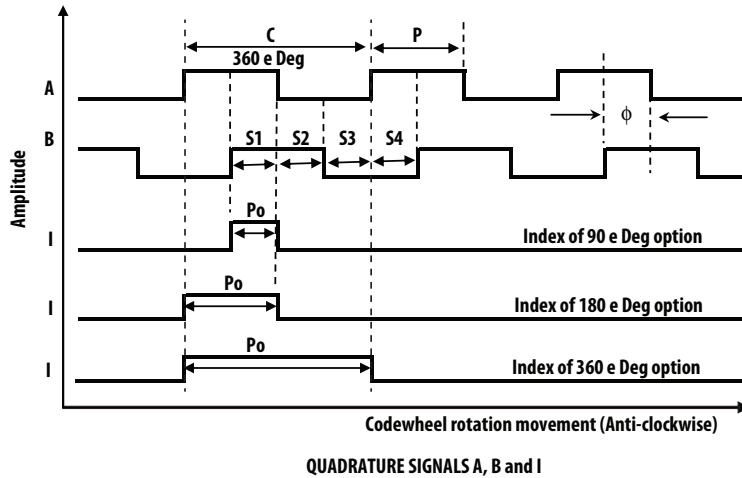 C
P
360 e Deg
A
ϕ
B
S1 S2 S3 S4
Amplitude
Po
I
Index of 90 e Deg option
Po
I
Index of 180 e Deg option
Po
I
Index of 360 e Deg option
Codewheel rotation movement (Anti-clockwise)
QUADRATURE SIGNALS A, B and I